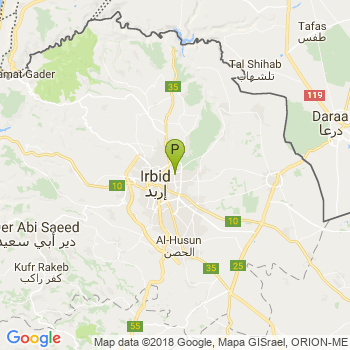 Tafas
طفس
Tal Shihab
تلشهاب
amat Gader
35
119
Daraa
درعا
P
Irbid
إربد
10
10
er Abi Saeed
دير أبي سعيد
Al-Husun
الحصن
Kufr Rakeb
كفر راكب
35
25
Google
Map data ©2018 Google, Mapa GISrael, ORION-ME